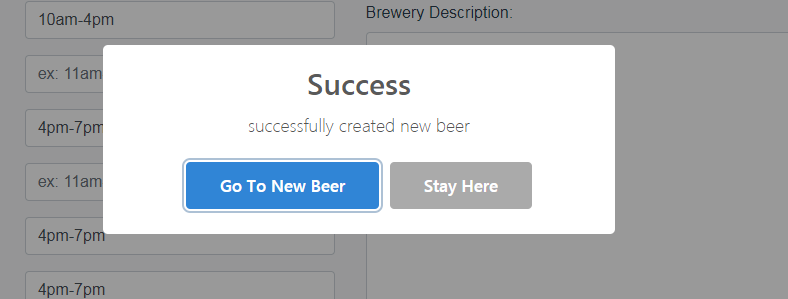 10am-4pm
Brewery Description:
ex: 11am
Success
successfully created new beer
4pm-7pm
Go To New Beer
Stay Here
ex: 11am
4pm-7pm
4pm-7pm